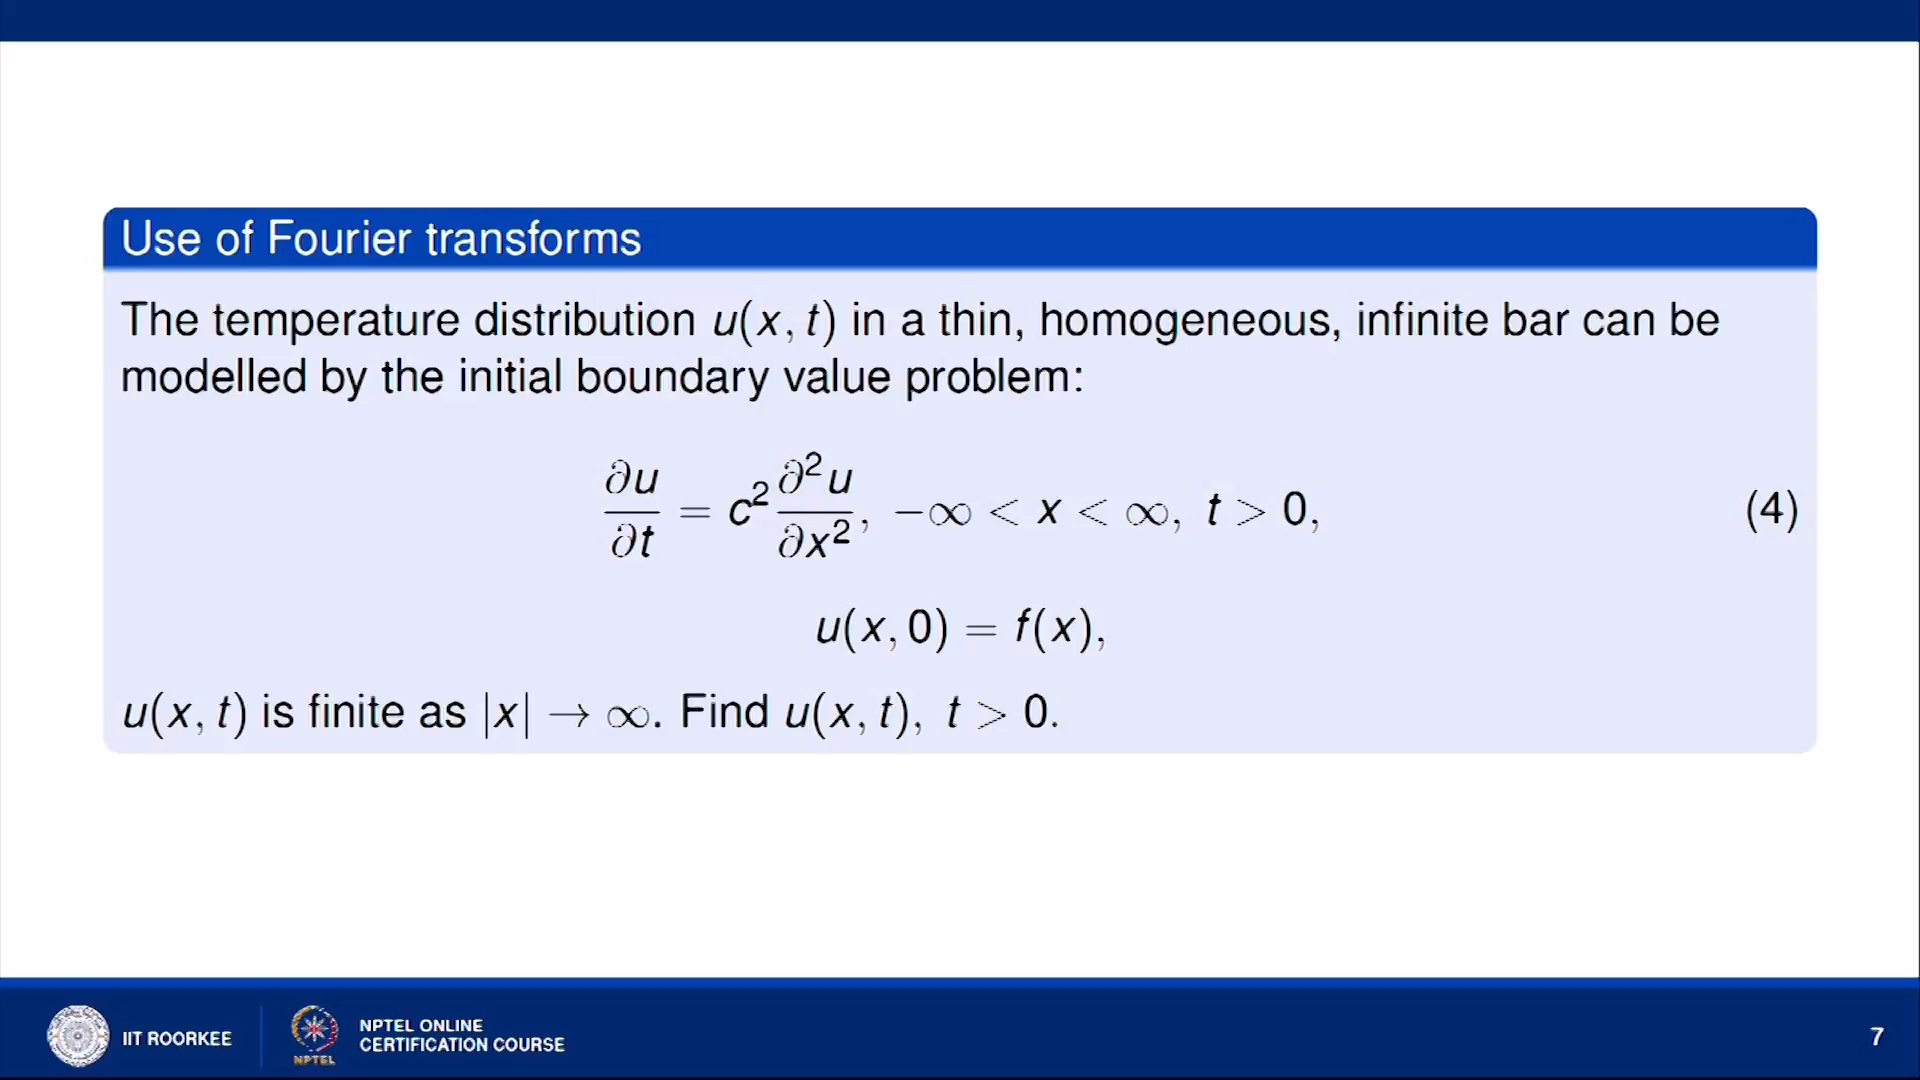 Use of Fourier transforms
The temperature distribution u(x, t) in a thin, homogeneous, infinite bar can be
modelled by the initial boundary value problem:
∂u/∂t = c² ∂²u/∂x², −∞ < x < ∞, t > 0, (4)
u(x, 0) = f(x),
u(x, t) is finite as |x| → ∞. Find u(x, t), t > 0.
IIT ROORKEE
NPTEL
NPTEL ONLINE
CERTIFICATION COURSE
7